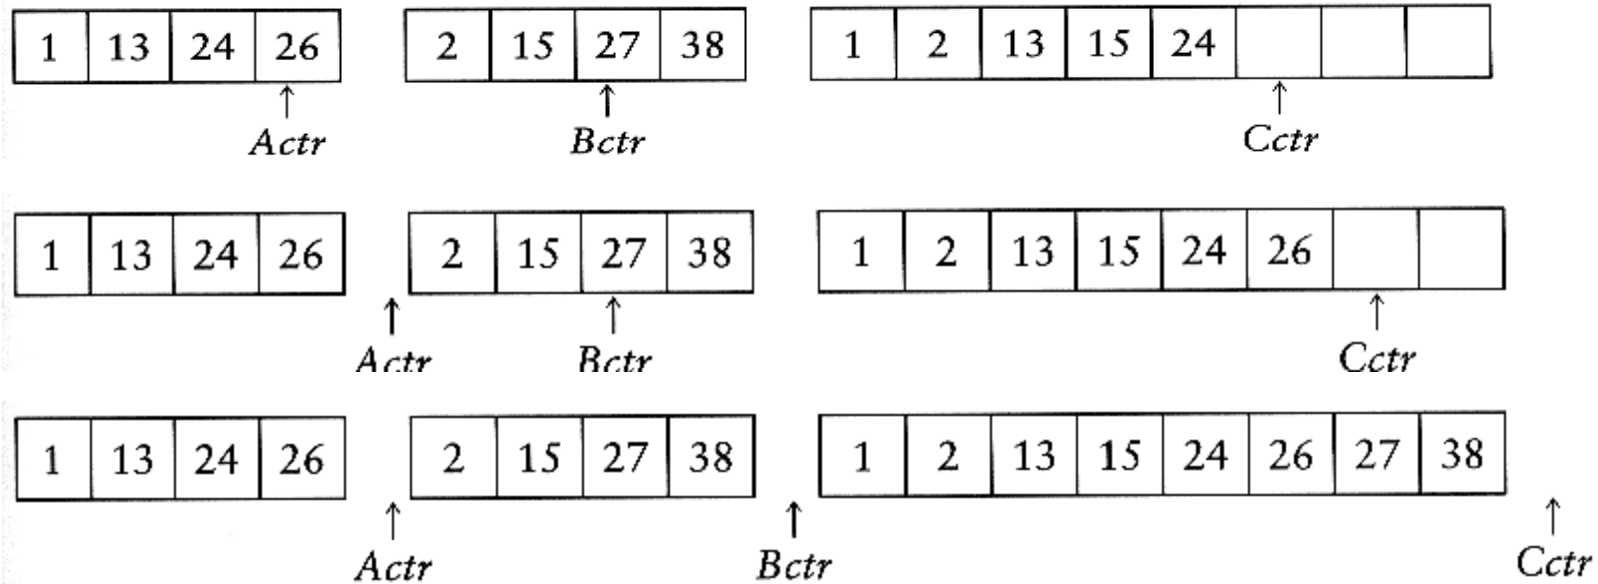 1 13 24 26 2 15 27 38 1 2 13 15 24
Actr Bctr Cctr
1 13 24 26 2 15 27 38 1 2 13 15 24 26
Actr Bctr Cctr
1 13 24 26 2 15 27 38 1 2 13 15 24 26 27 38
Actr Bctr Cctr